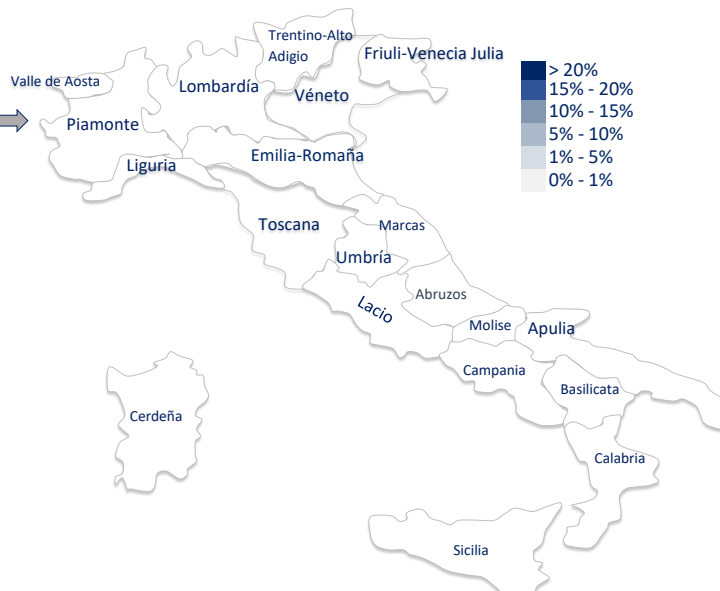 Trentino-Alto
Adigio
Friuli-Venecia Julia
Valle de Aosta
Lombardía
Véneto
Piamonte
Emilia-Romaña
Liguria
Toscana
Marcas
Umbría
Abruzos
Lacio
Molise
Apulia
Campania
Basilicata
Cerdeña
Calabria
Sicilia
> 20%
15% - 20%
10% - 15%
5% - 10%
1% - 5%
0% - 1%